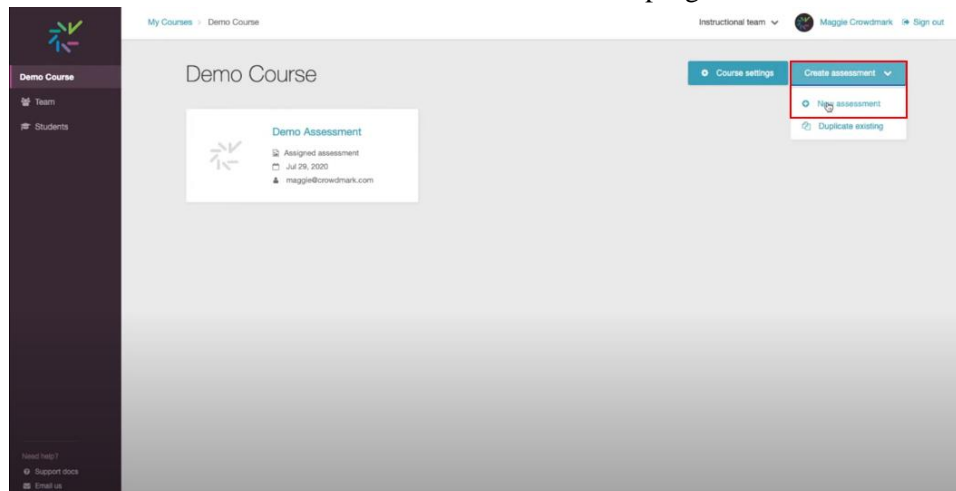 My Courses › Demo Course
Instructional team
Maggie Crowdmark
Sign out
Demo Course
Team
Students
Demo Course
Course settings
Create assessment
New assessment
Duplicate existing
Demo Assessment
Assigned assessment
Jul 29, 2020
maggie@crowdmark.com
Need help?
Support docs
Email us